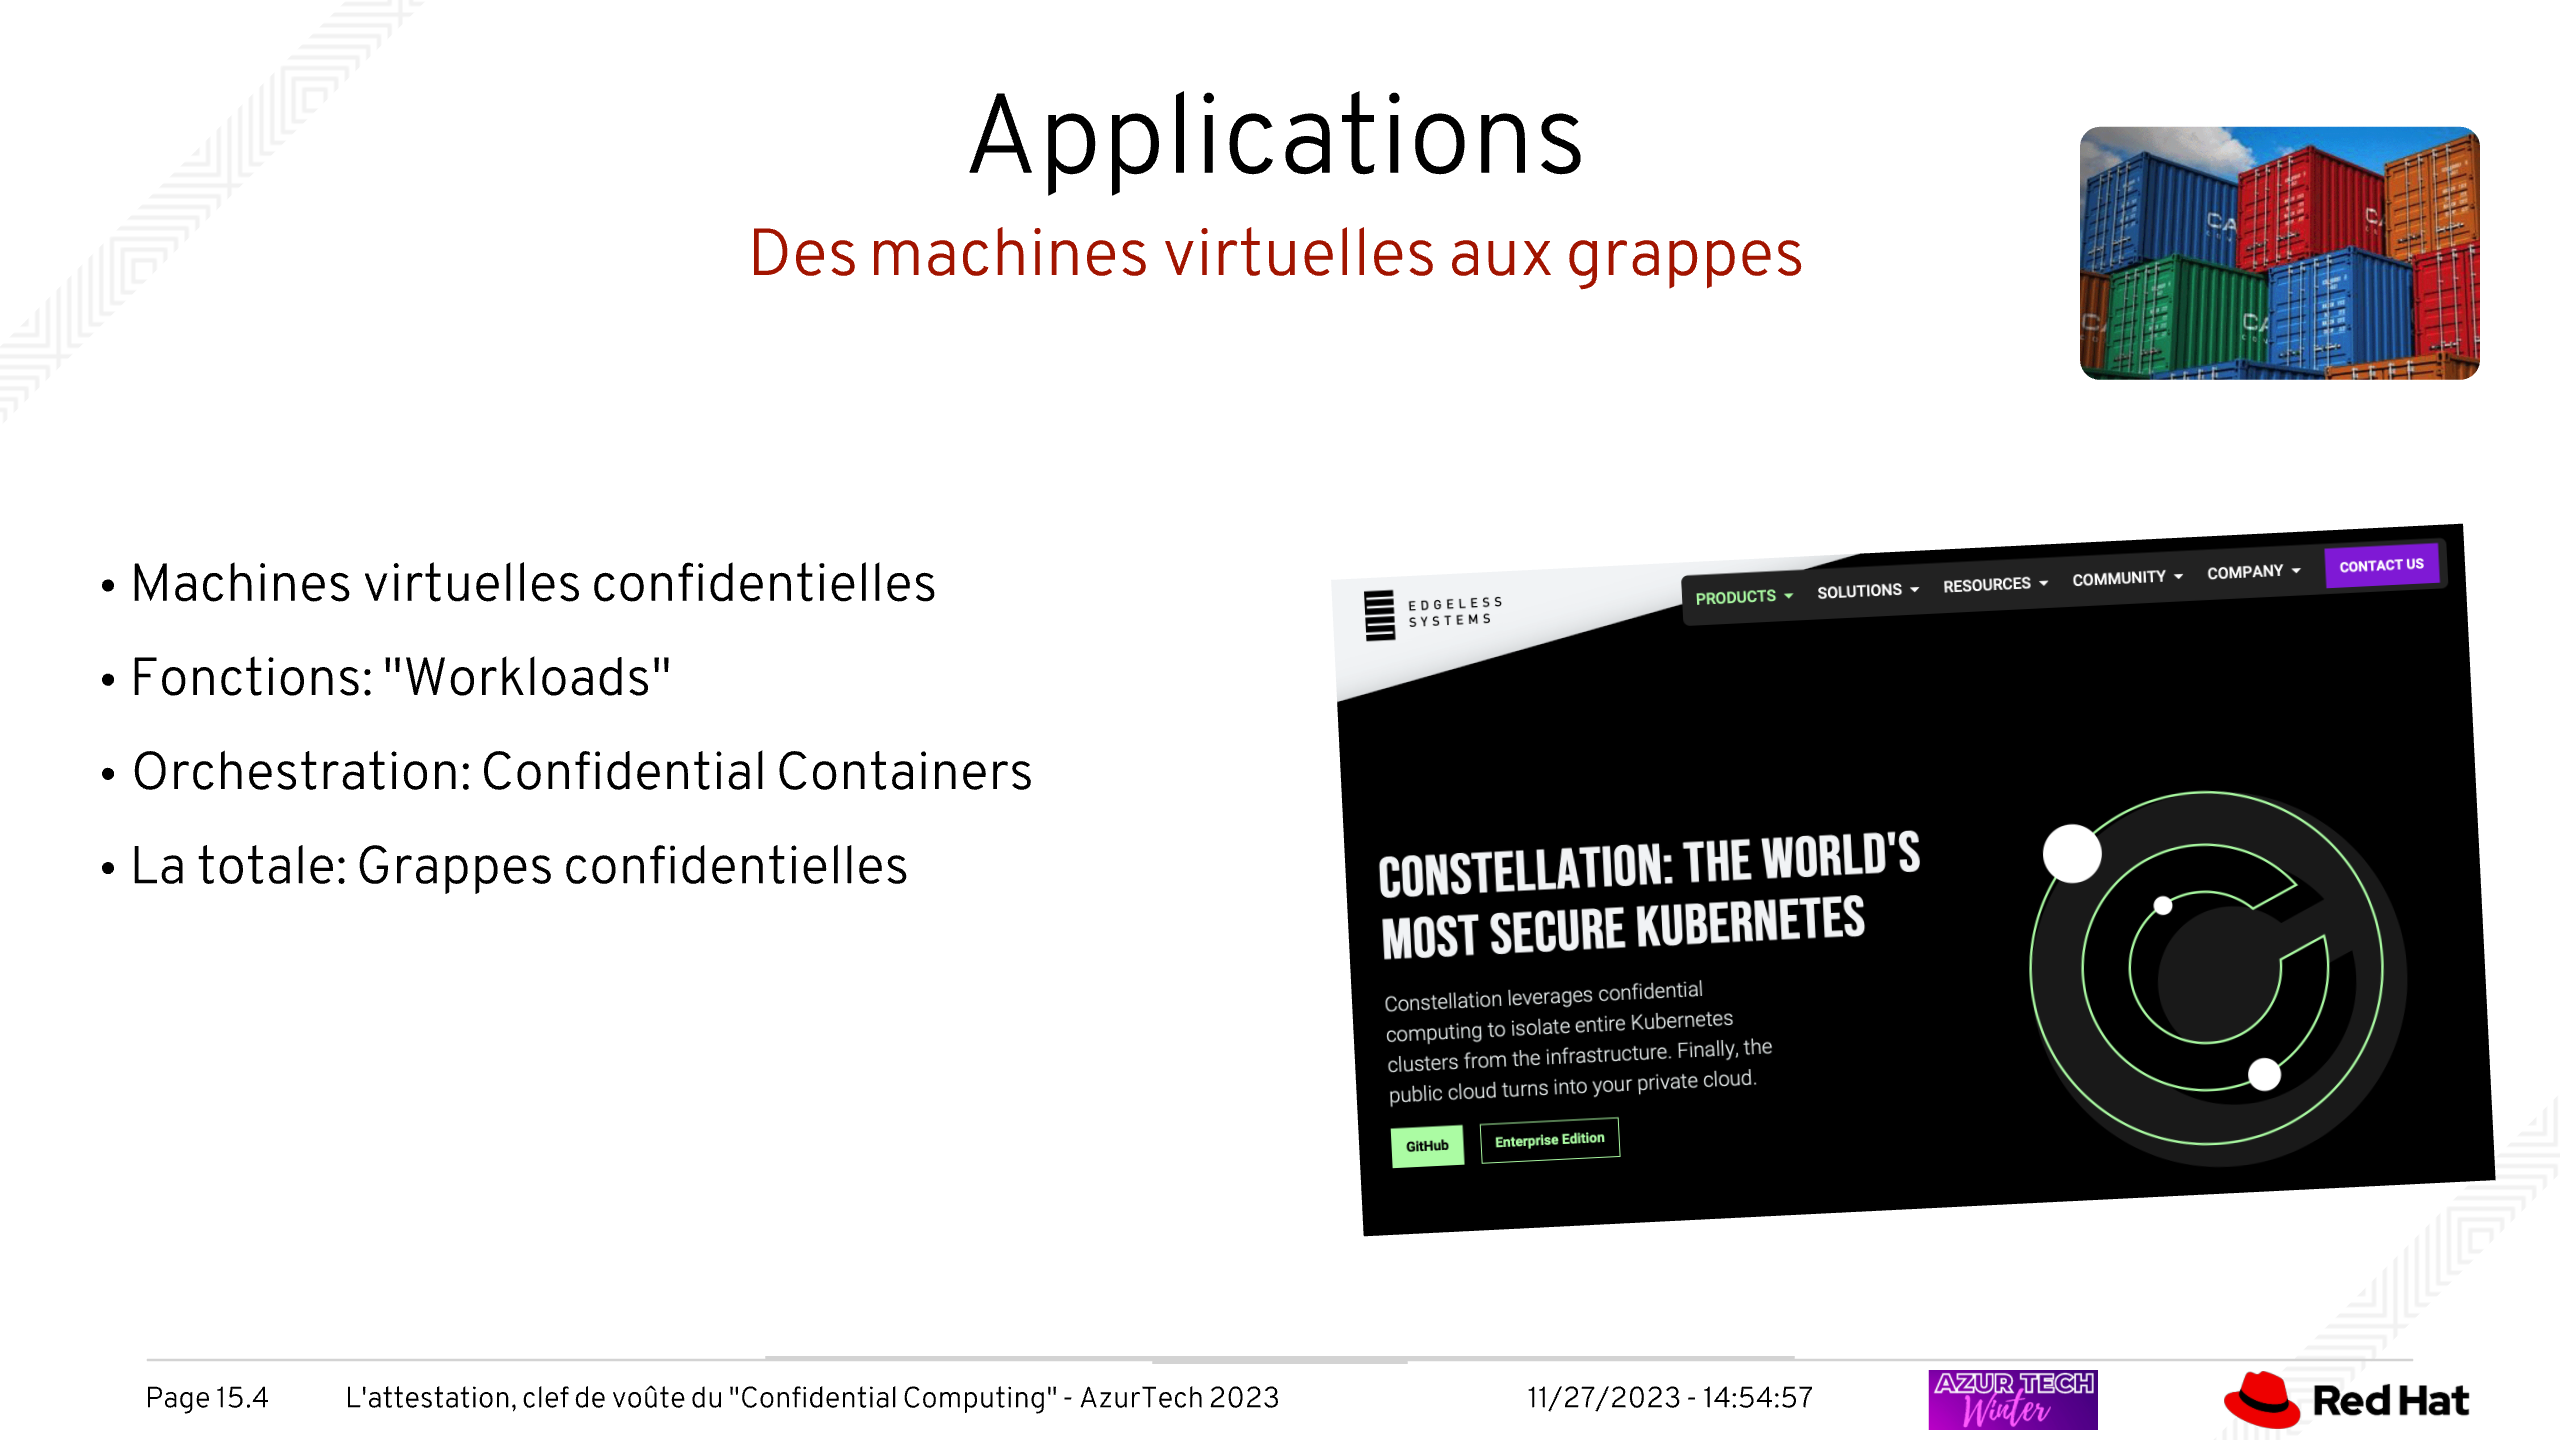 Applications
Des machines virtuelles aux grappes
CA
CA
• Machines virtuelles confidentielles
• Fonctions: "Workloads"
• Orchestration: Confidential Containers
• La totale: Grappes confidentielles
EDGELESS
SYSTEMS
PRODUCTS SOLUTIONS RESOURCES COMMUNITY COMPANY CONTACT US
CONSTELLATION: THE WORLD'S
MOST SECURE KUBERNETES
Constellation leverages confidential
computing to isolate entire Kubernetes
clusters from the infrastructure. Finally, the
public cloud turns into your private cloud.
GitHub Enterprise Edition
Page 15.4 L'attestation, clef de voûte du "Confidential Computing" - AzurTech 2023 11/27/2023 - 14:54:57
AZUR TECH
Winter
Red Hat